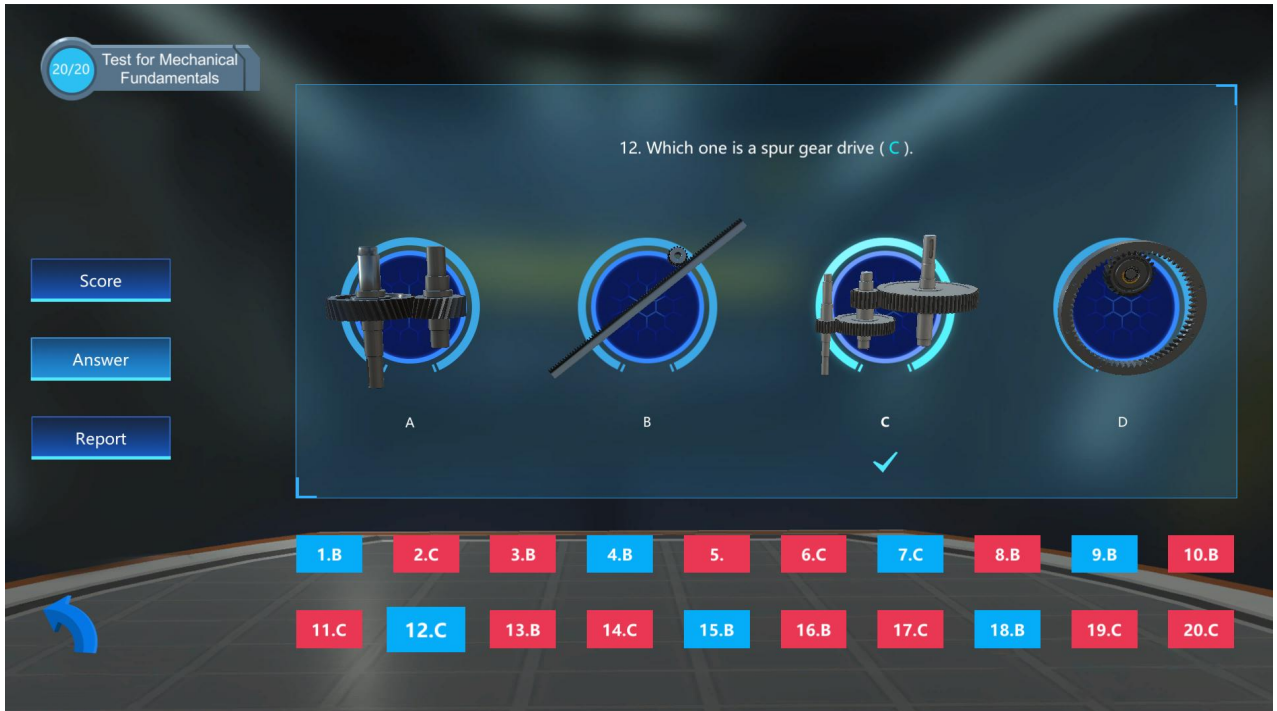 20/20
Test for Mechanical
Fundamentals
12. Which one is a spur gear drive ( C ).
Score
Answer
Report
A
B
C
D
1.B
2.C
3.B
4.B
5.
6.C
7.C
8.B
9.B
10.B
11.C
12.C
13.B
14.C
15.B
16.B
17.C
18.B
19.C
20.C